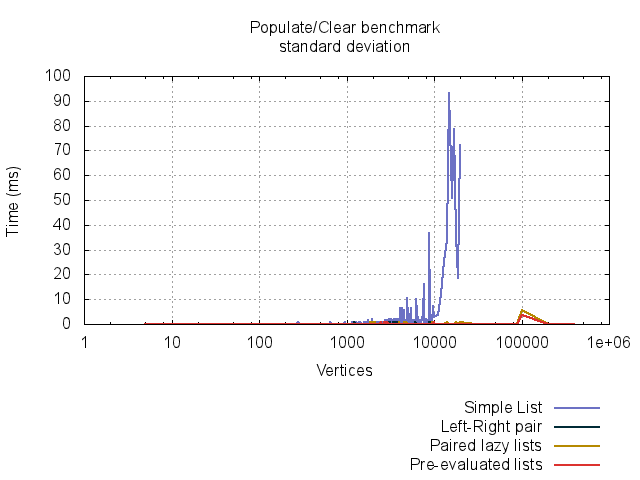 Populate/Clear benchmark
standard deviation
Time (ms)
100
90
80
70
60
50
40
30
20
10
0
1 10 100 1000 10000 100000 1e+06
Vertices
Simple List
Left-Right pair
Paired lazy lists
Pre-evaluated lists